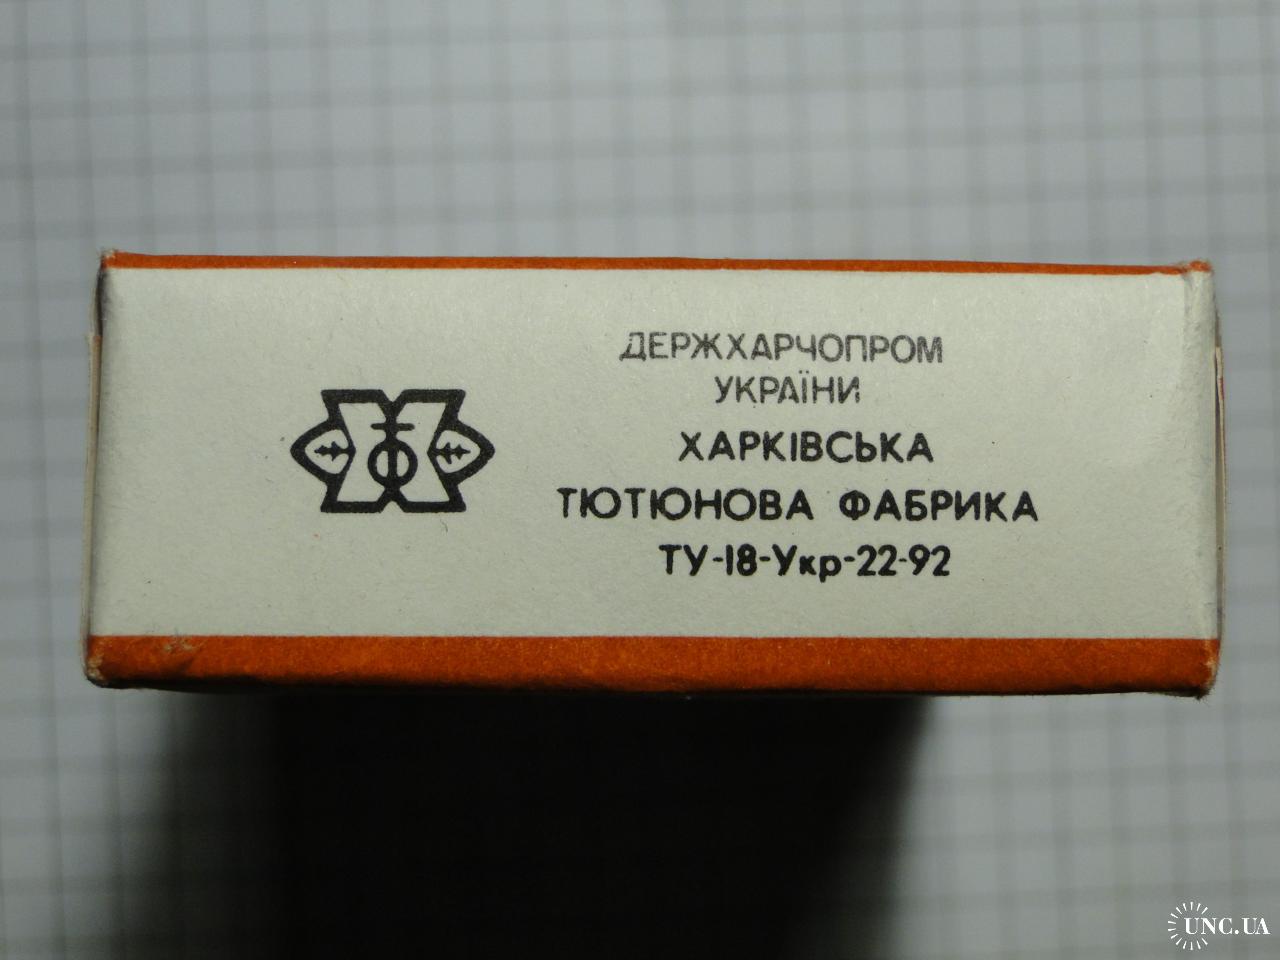 ДЕРЖХАРЧОПРОМ
УКРАЇНИ
ХАРКІВСЬКА
ТЮТЮНОВА ФАБРИКА
ТУ-18-Укр-22-92
UNC.UA